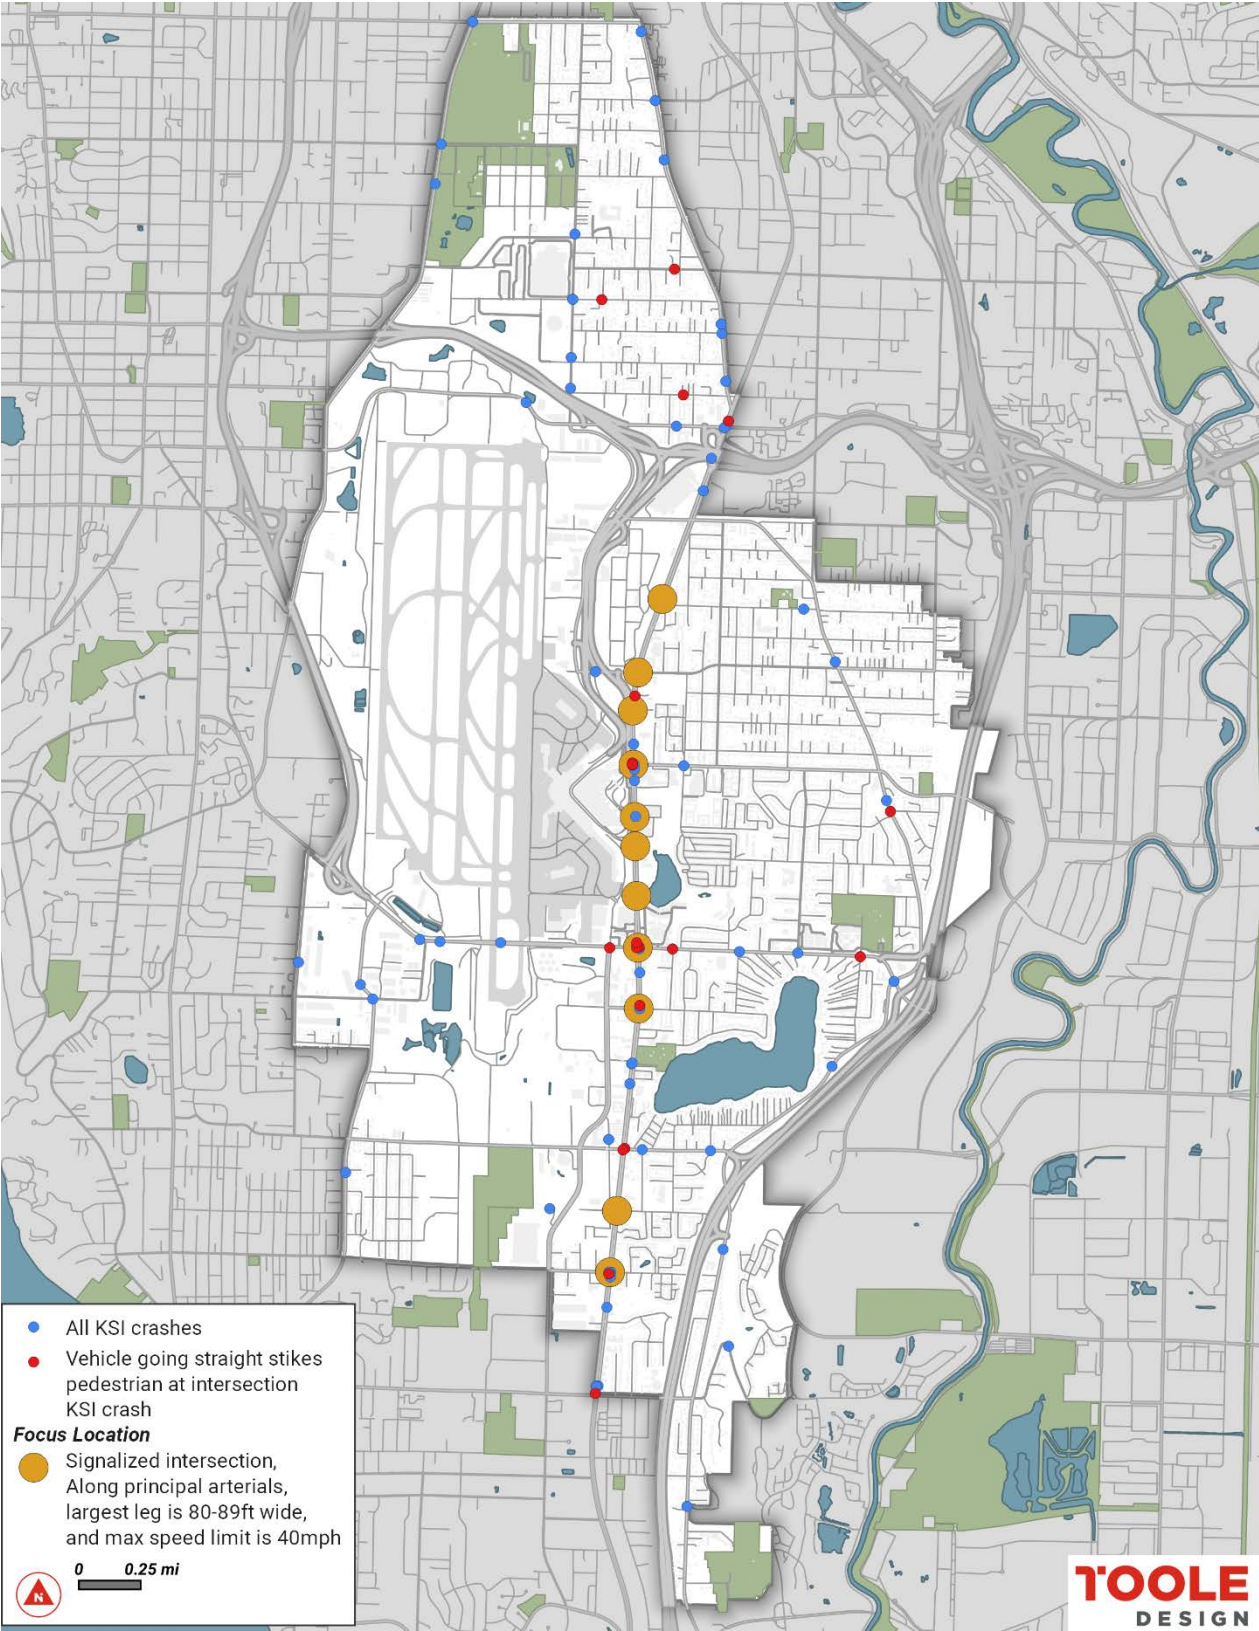 All KSI crashes
Vehicle going straight stikes
pedestrian at intersection
KSI crash
Focus Location
Signalized intersection,
Along principal arterials,
largest leg is 80-89ft wide,
and max speed limit is 40mph
0 0.25 mi
N
TOOLE
DESIGN